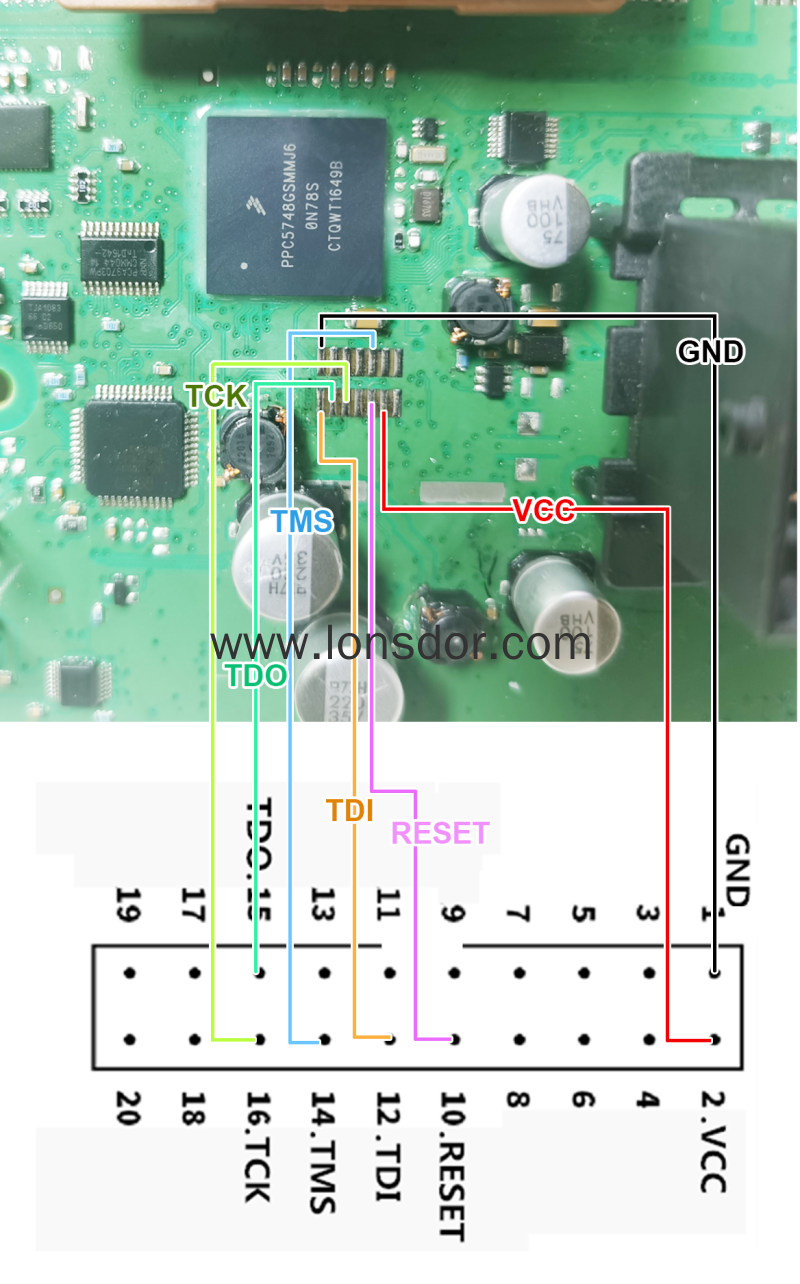 PPC5748GSMMJ6
0N78S
CTQWT1649B
75
100
VHB
GND
TCK
TMS
VCC
www.lonsdor.com
TDO
TDI
RESET
GND
TDO.15
19
17
13
11
9
7
5
3
1
20
18
16.TCK
14.TMS
12.TDI
10.RESET
8
6
4
2.VCC